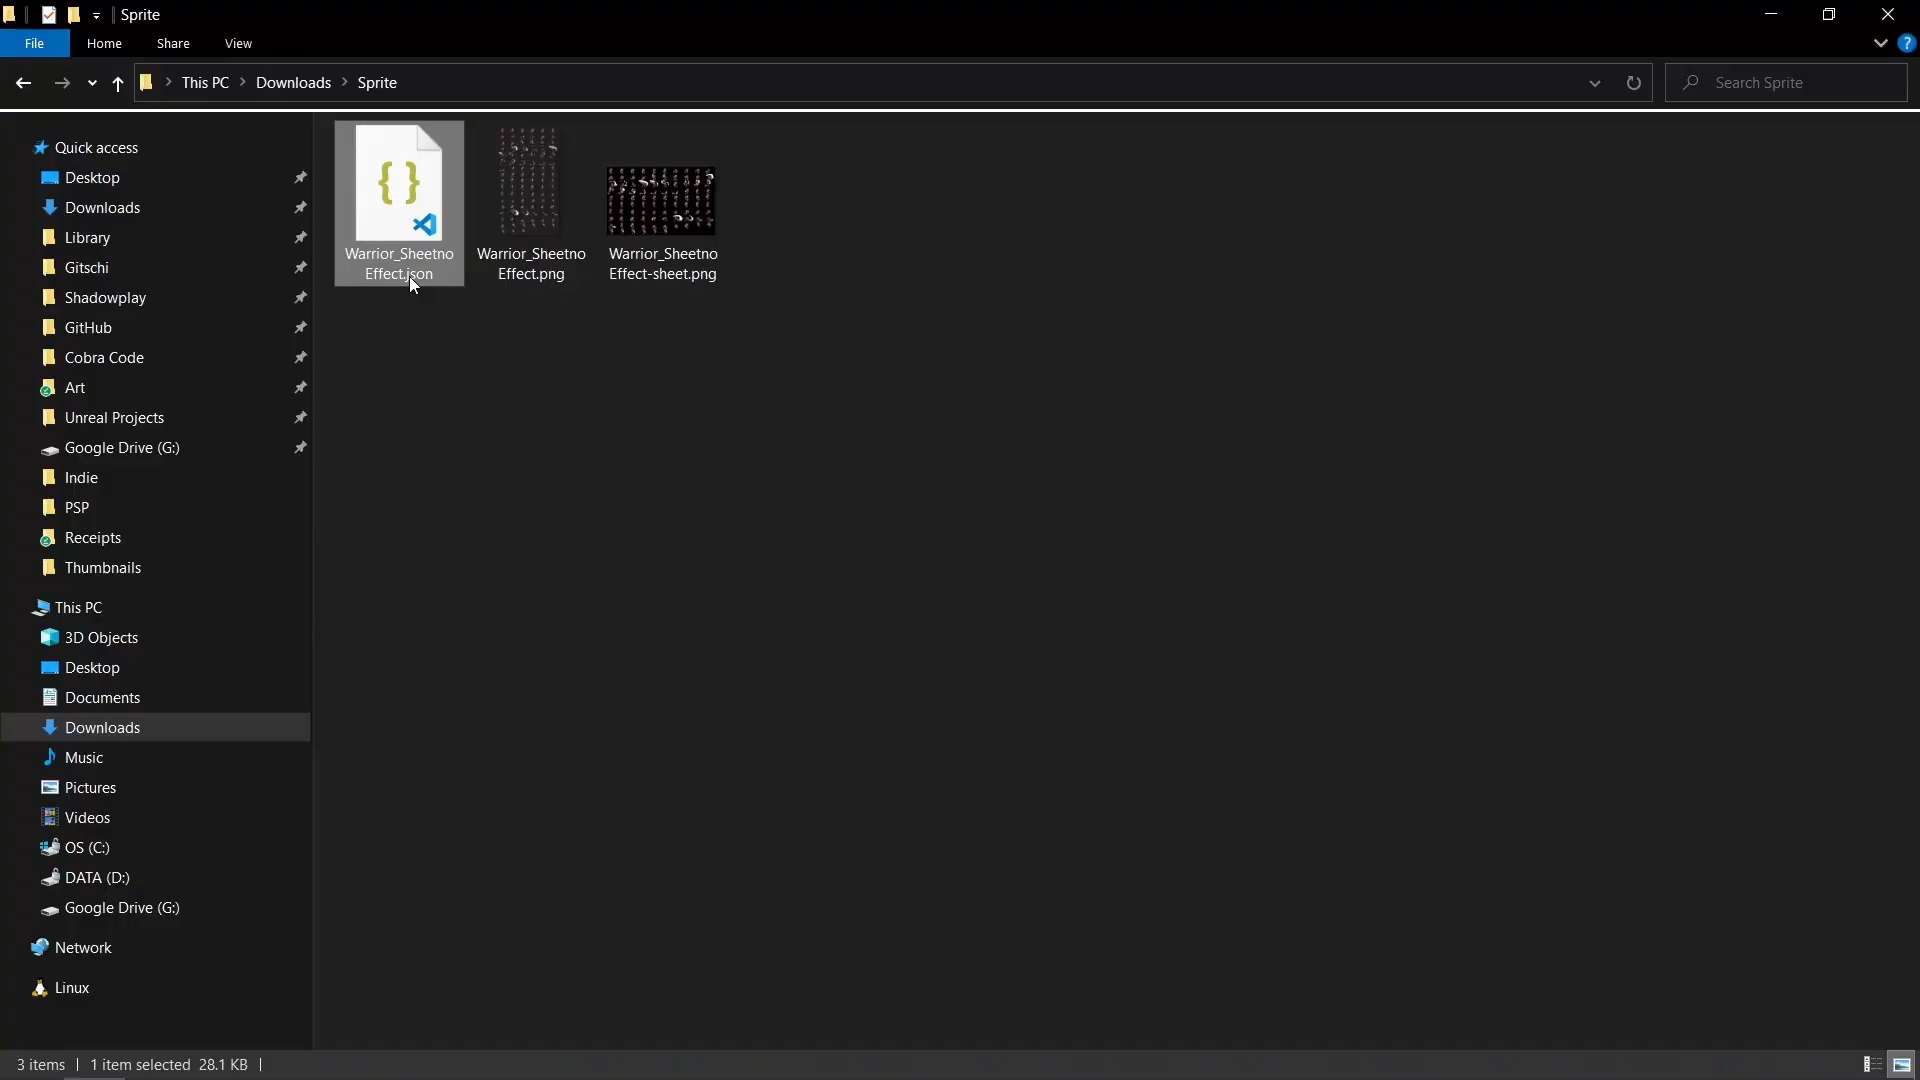 Sprite
File
Home
Share
View
This PC
Downloads
Sprite
Search Sprite
Quick access
Desktop
Downloads
Library
Gitschi
Shadowplay
GitHub
Cobra Code
Art
Unreal Projects
Google Drive (G:)
Indie
PSP
Receipts
Thumbnails
This PC
3D Objects
Desktop
Documents
Downloads
Music
Pictures
Videos
OS (C:)
DATA (D:)
Google Drive (G:)
Network
Linux
Warrior_Sheetno
Effect.json
Warrior_Sheetno
Effect.png
Warrior_Sheetno
Effect-sheet.png
3 items
1 item selected 28.1 KB